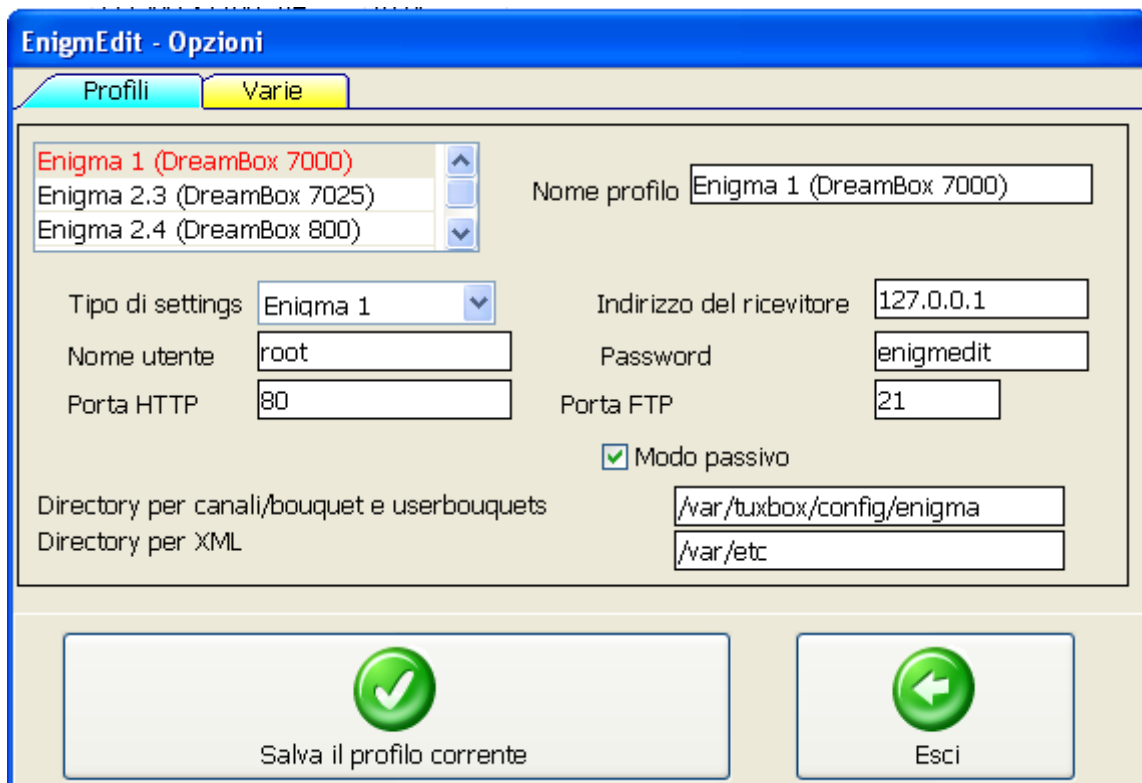 EnigmEdit - Opzioni
Profili
Varie
Enigma 1 (DreamBox 7000)
Enigma 2.3 (DreamBox 7025)
Enigma 2.4 (DreamBox 800)
Nome profilo
Enigma 1 (DreamBox 7000)
Tipo di settings
Enigma 1
Indirizzo del ricevitore
127.0.0.1
Nome utente
root
Password
enigmedit
Porta HTTP
80
Porta FTP
21
Modo passivo
Directory per canali/bouquet e userbouquets
/var/tuxbox/config/enigma
Directory per XML
/var/etc
Salva il profilo corrente
Esci